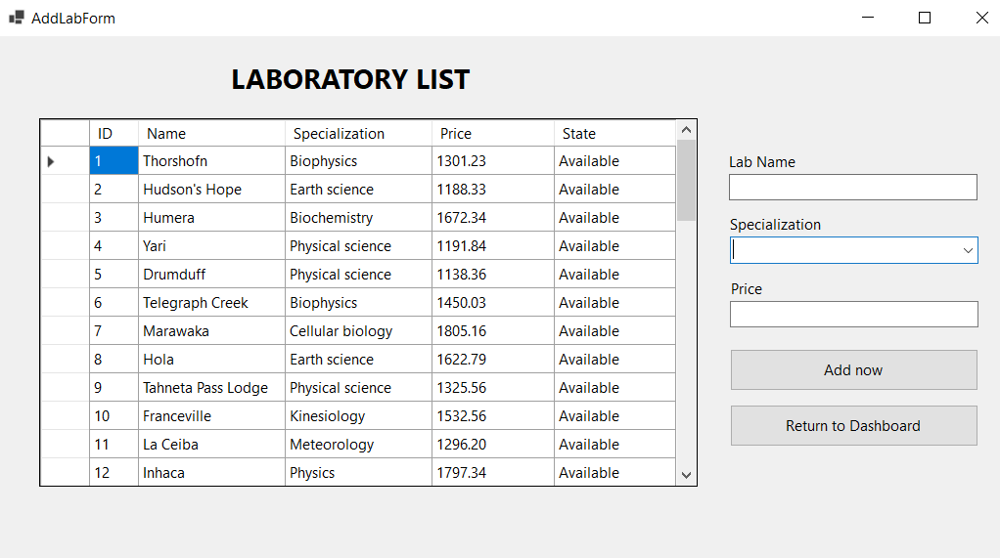 AddLabForm
LABORATORY LIST
ID Name Specialization Price State
1 Thorshofn Biophysics 1301.23 Available
2 Hudson's Hope Earth science 1188.33 Available
3 Humera Biochemistry 1672.34 Available
4 Yari Physical science 1191.84 Available
5 Drumduff Physical science 1138.36 Available
6 Telegraph Creek Biophysics 1450.03 Available
7 Marawaka Cellular biology 1805.16 Available
8 Hola Earth science 1622.79 Available
9 Tahneta Pass Lodge Physical science 1325.56 Available
10 Franceville Kinesiology 1532.56 Available
11 La Ceiba Meteorology 1296.20 Available
12 Inhaca Physics 1797.34 Available
Lab Name
Specialization
Price
Add now
Return to Dashboard